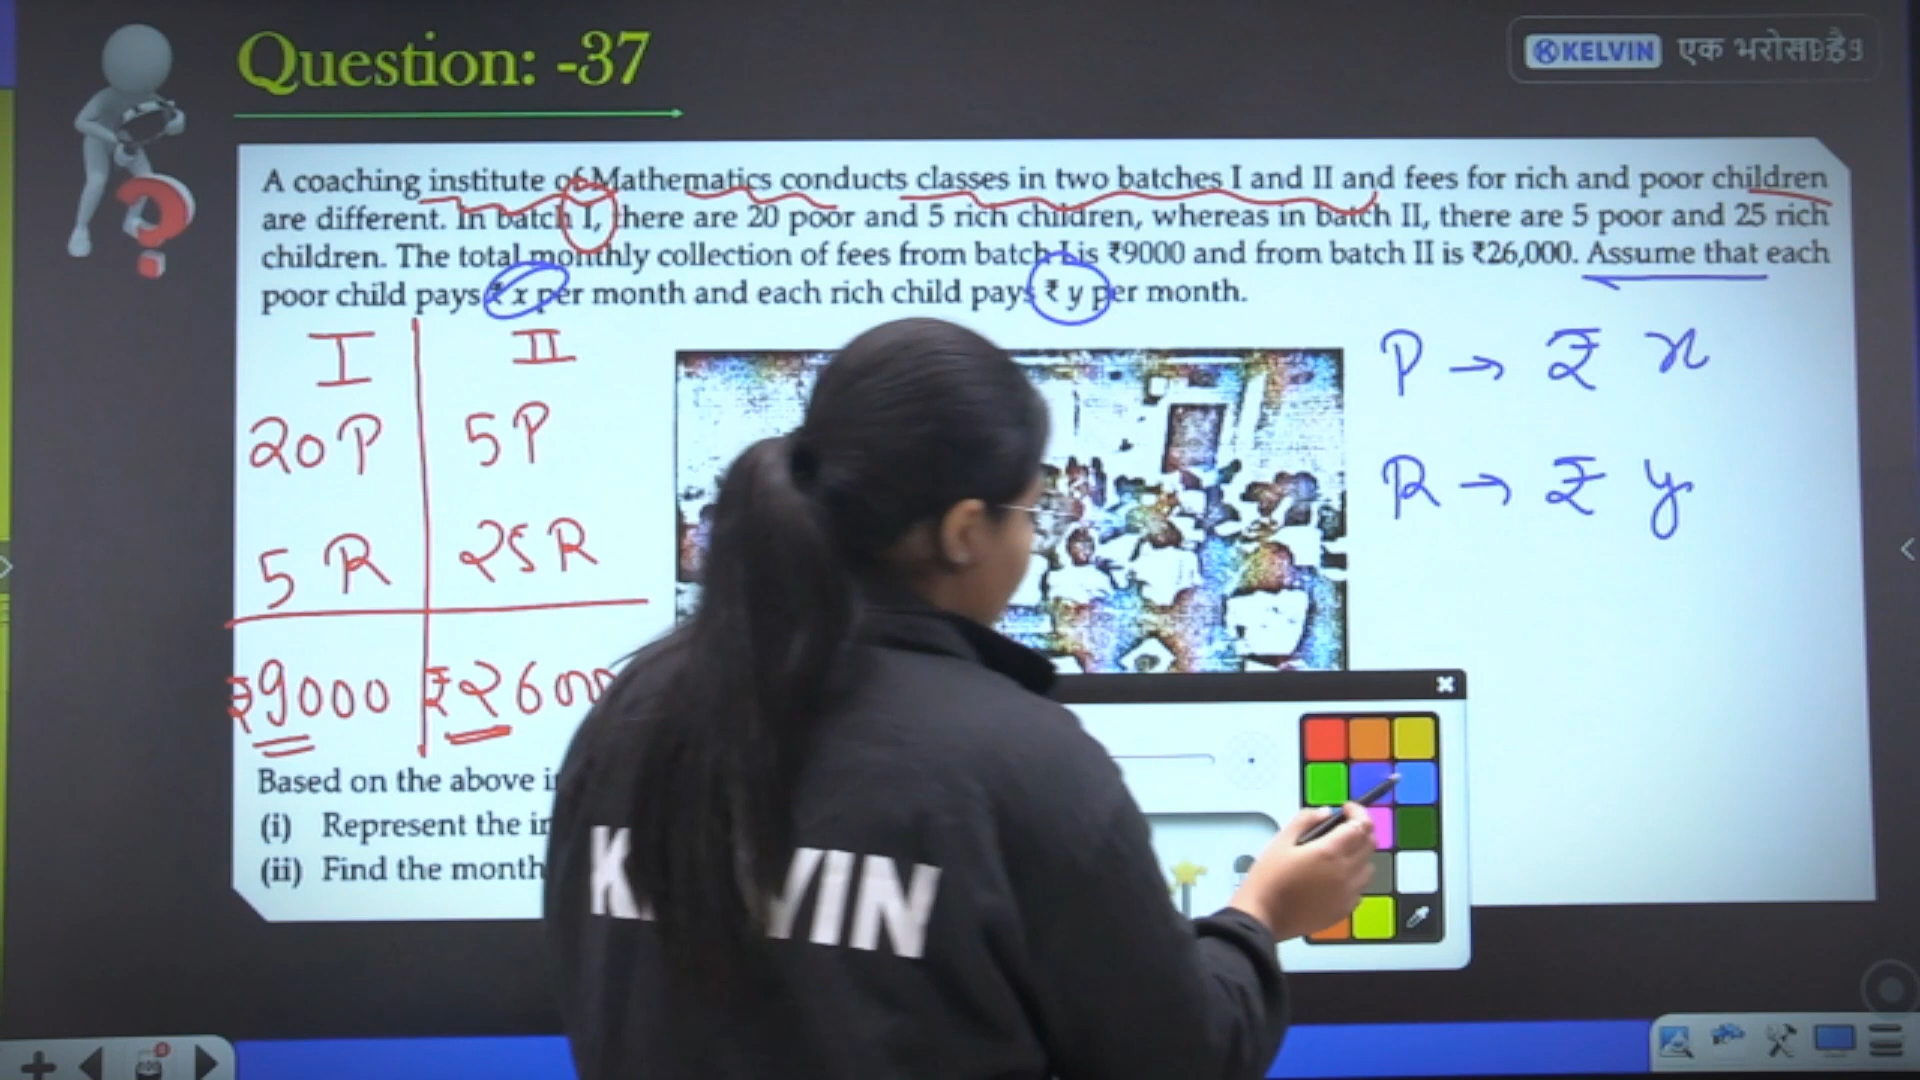 Question: -37
KELVIN एक भरोसा है
A coaching institute of Mathematics conducts classes in two batches I and II and fees for rich and poor children
are different. In batch I, there are 20 poor and 5 rich children, whereas in batch II, there are 5 poor and 25 rich
children. The total monthly collection of fees from batch I is ₹9000 and from batch II is ₹26,000. Assume that each
poor child pays ₹ x per month and each rich child pays ₹ y per month.
I II
20P 5P
5 R 25R
₹9000 ₹26000
P → ₹ x
R → ₹ y
Based on the above
(i) Represent the
(ii) Find the
K VIN